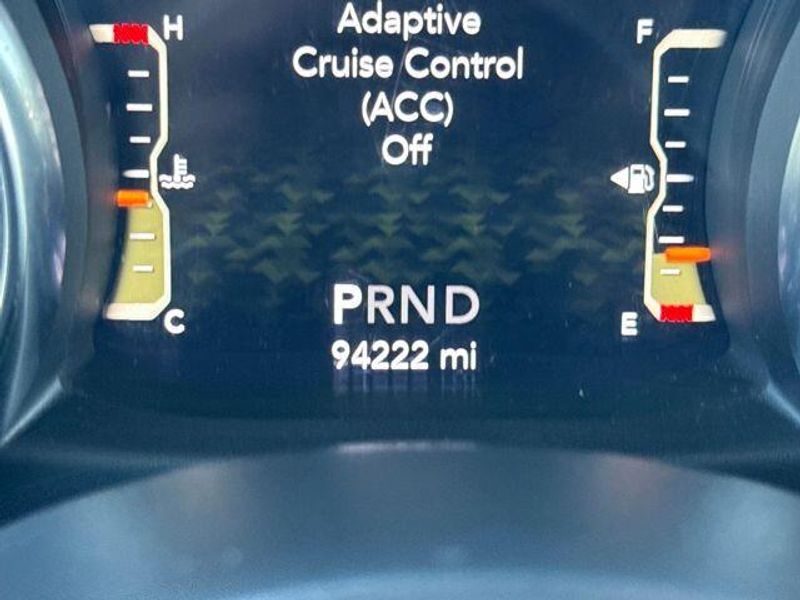 H
Adaptive
Cruise Control
(ACC)
Off
F
C
PRND
E
94222 mi